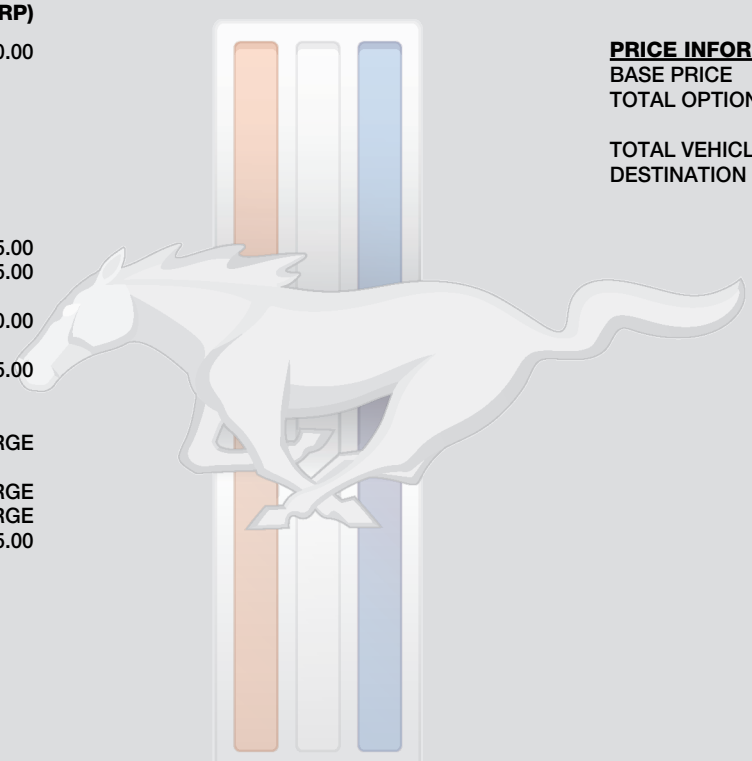 RP)
0.00
5.00
5.00
0.00
5.00
RGE
RGE
RGE
5.00
PRICE INFOR
BASE PRICE
TOTAL OPTION
TOTAL VEHICL
DESTINATION